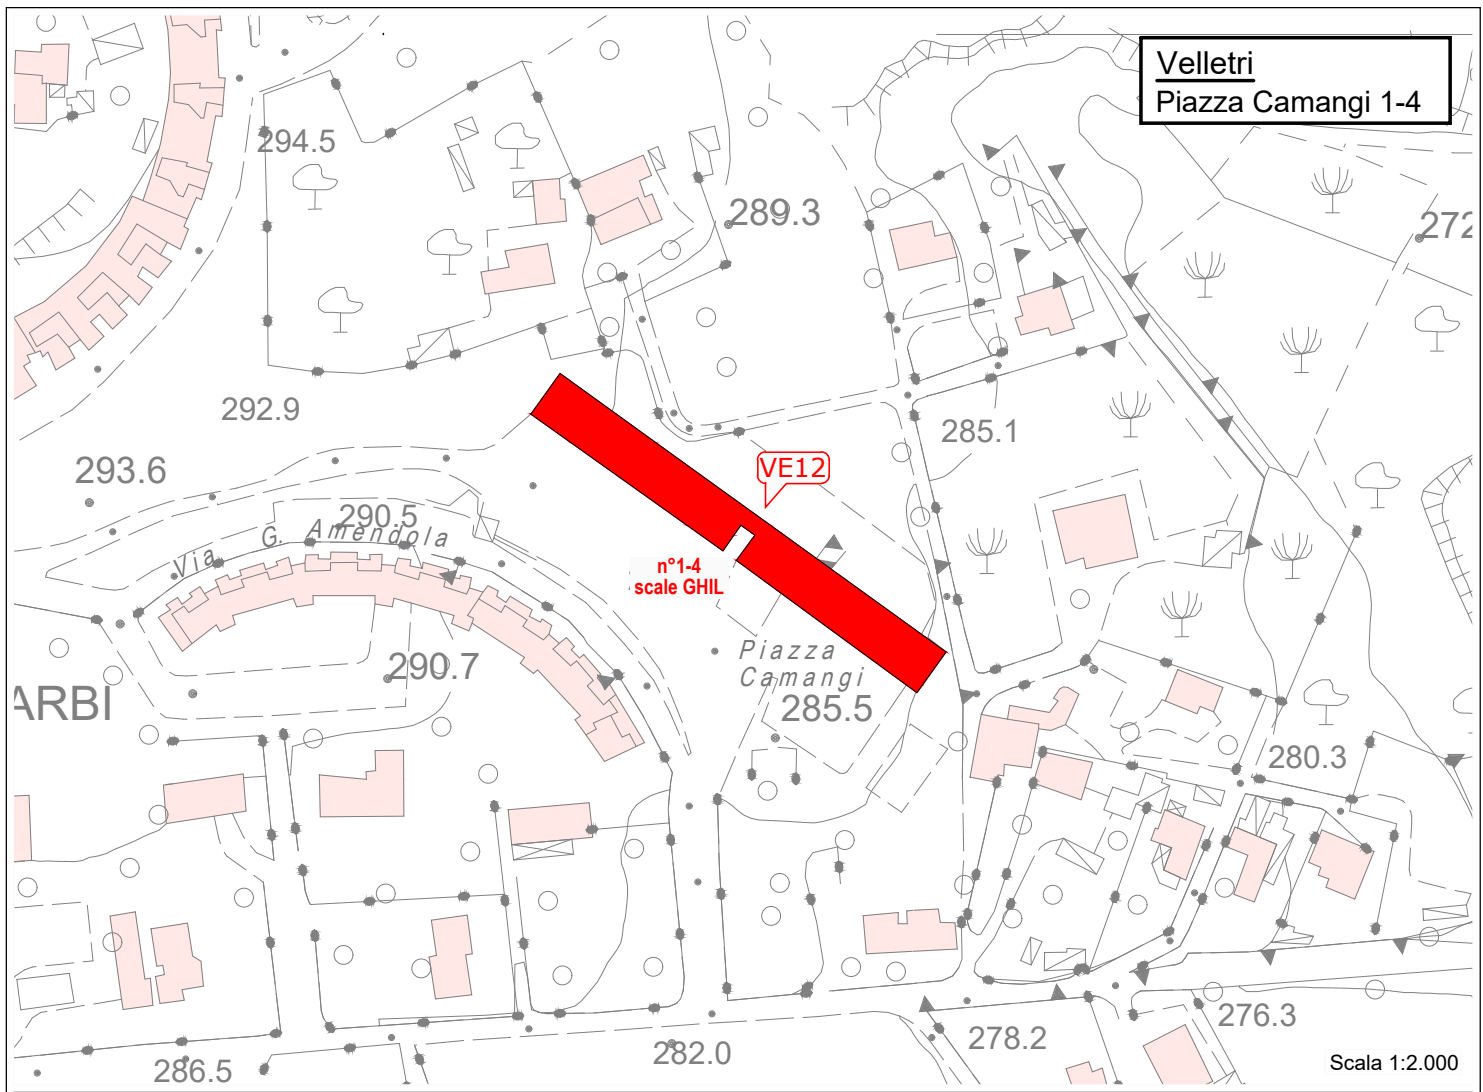 Velletri
Piazza Camangi 1-4
294.5
289.3
272
292.9
285.1
293.6
VE12
290.5
Via G. Amendola
n°1-4
scale GHIL
Piazza
Camangi
290.7
285.5
ARBI
280.3
276.3
278.2
282.0
286.5
Scala 1:2.000